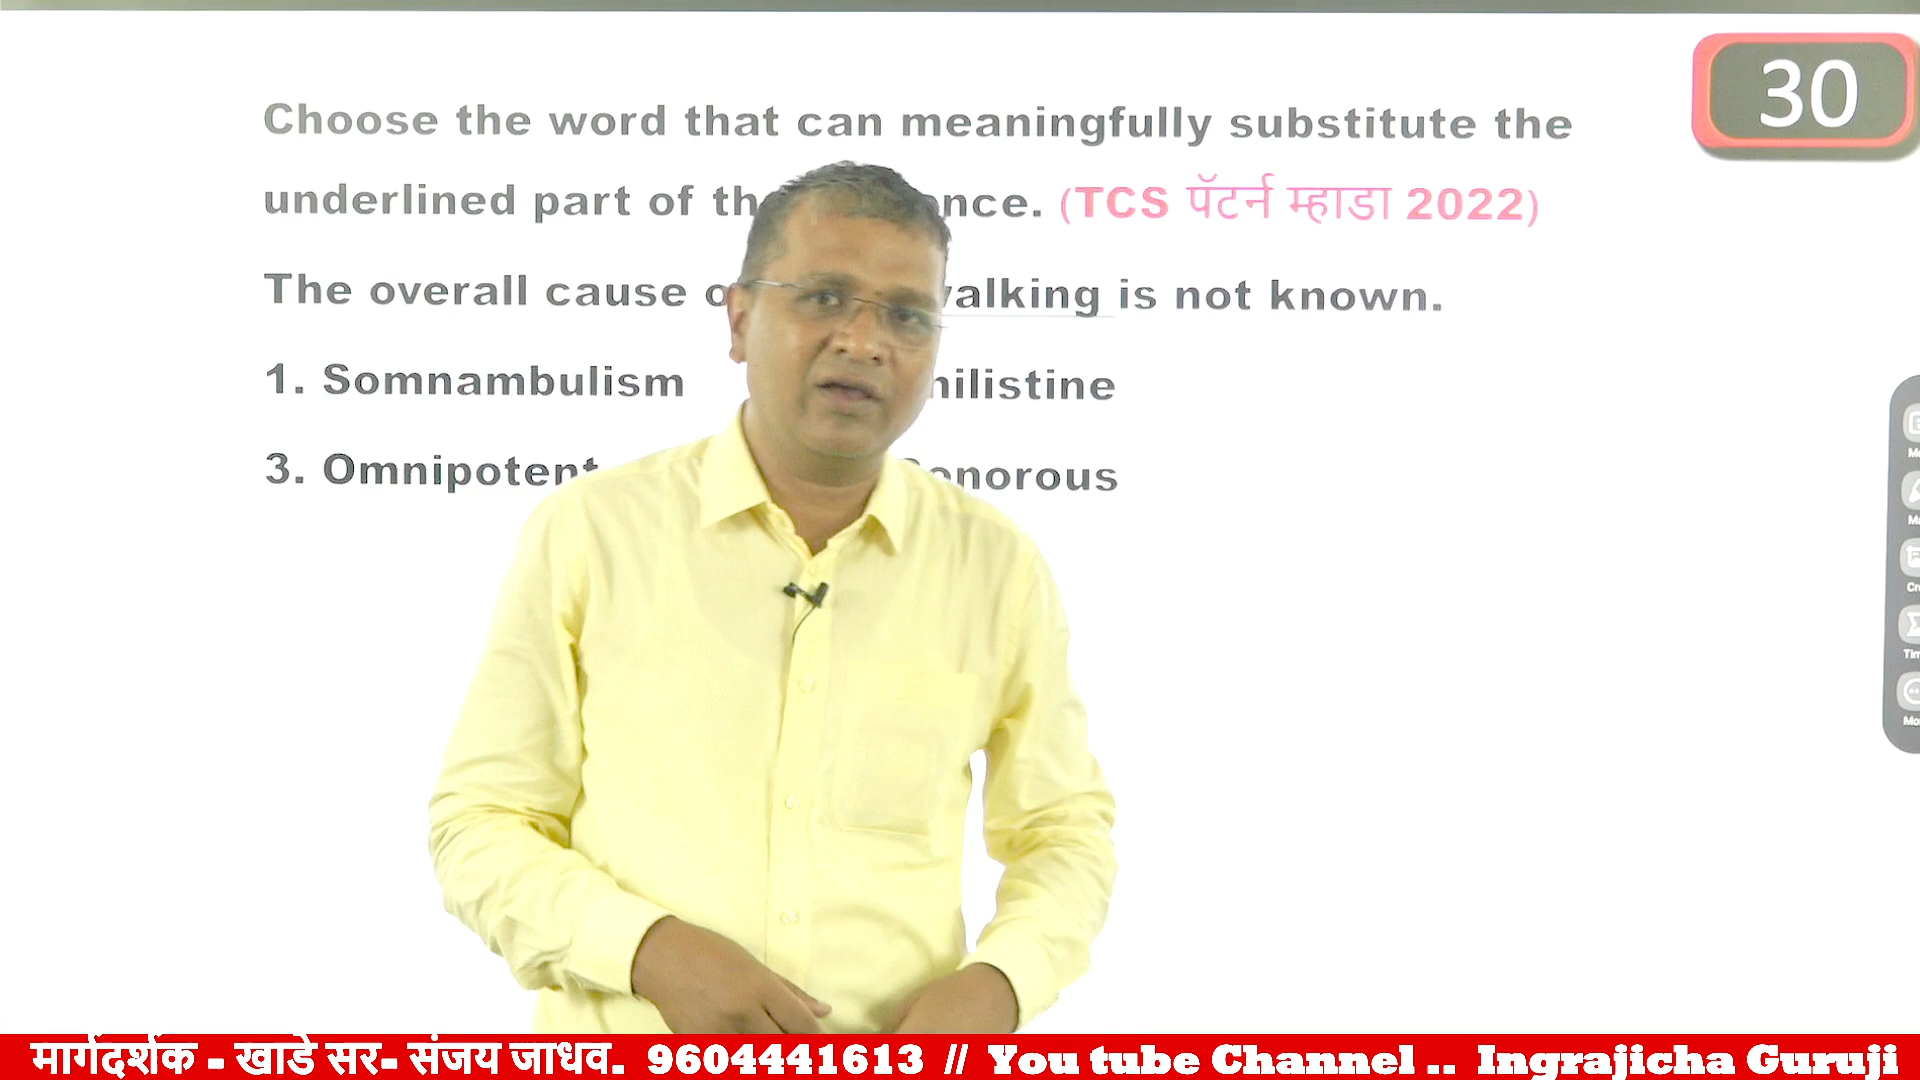 30
Choose the word that can meaningfully substitute the
underlined part of nce. (TCS पॅटर्न म्हाडा 2022)
The overall cause alking is not known.
1. Somnambulism hilistine
3. Omnipoten onorous
मार्गदर्शक - खाडे सर- संजय जाधव. 9604441613 // You tube Channel .. Ingrajicha Guruji